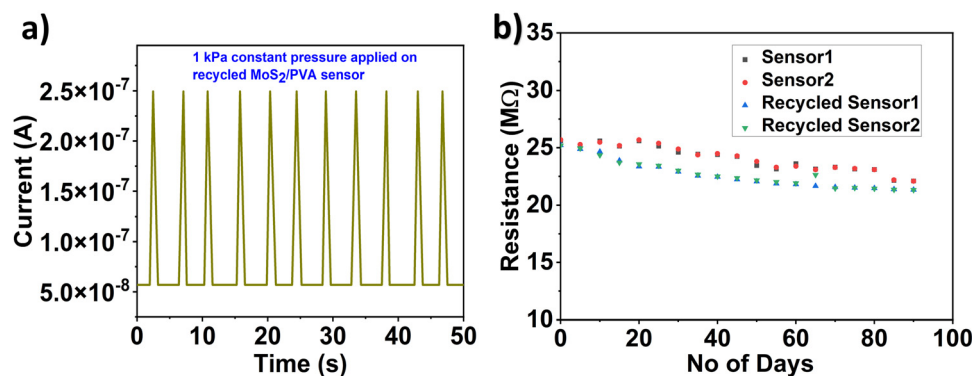 a)
1 kPa constant pressure applied on
recycled MoS₂/PVA sensor
2.5×10⁻⁷
2.0×10⁻⁷
1.5×10⁻⁷
1.0×10⁻⁷
5.0×10⁻⁸
Current (A)
0 10 20 30 40 50
Time (s)
b)
35
30
25
20
15
10
Resistance (MΩ)
Sensor1
Sensor2
Recycled Sensor1
Recycled Sensor2
0 20 40 60 80 100
No of Days